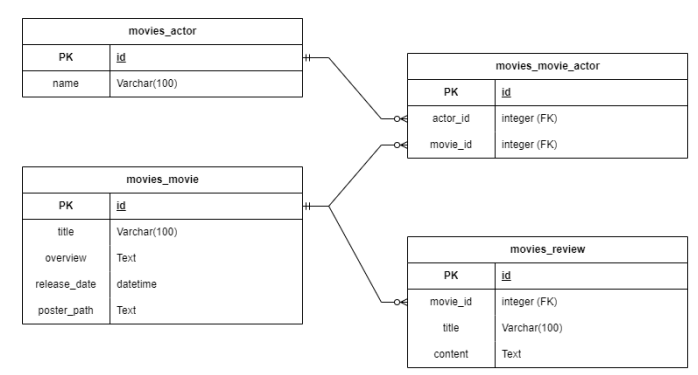 movies_actor
PK id
name Varchar(100)
movies_movie_actor
PK id
actor_id integer (FK)
movie_id integer (FK)
movies_movie
PK id
title Varchar(100)
overview Text
release_date datetime
poster_path Text
movies_review
PK id
movie_id integer (FK)
title Varchar(100)
content Text